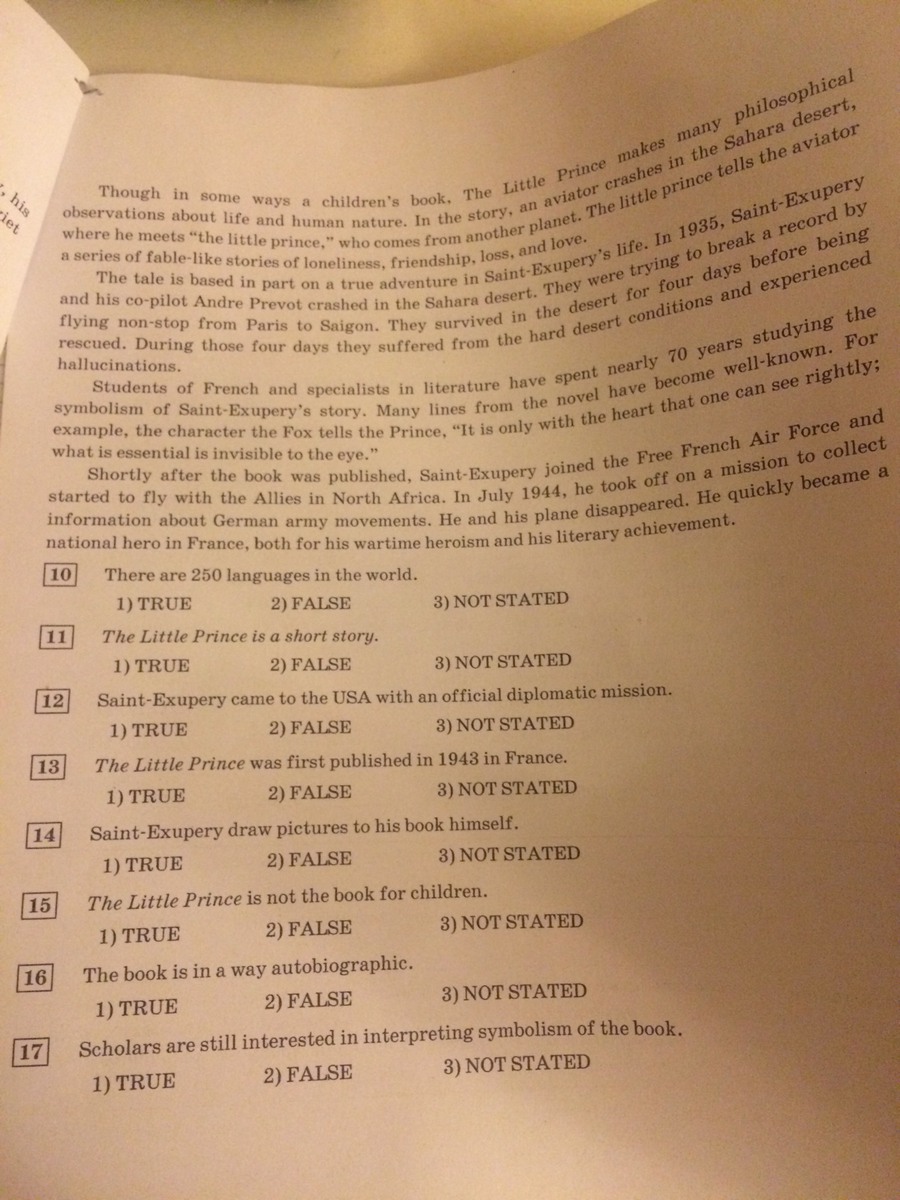 , his
riet
Though in some ways a children's book, The Little Prince makes many philosophical
observations about life and human nature. In the story, an aviator crashes in the Sahara desert,
where he meets "the little prince," who comes from another planet. The little prince tells the aviator
a series of fable-like stories of loneliness, friendship, loss, and love.
The tale is based in part on a true adventure in Saint-Exupery's life. In 1935, Saint-Exupery
and his co-pilot Andre Prevot crashed in the Sahara desert. They were trying to break a record by
flying non-stop from Paris to Saigon. They survived in the desert for four days before being
rescued. During those four days they suffered from the hard desert conditions and experienced
hallucinations.
Students of French and specialists in literature have spent nearly 70 years studying the
symbolism of Saint-Exupery's story. Many lines from the novel have become well-known. For
example, the character the Fox tells the Prince, "It is only with the heart that one can see rightly;
what is essential is invisible to the eye."
Shortly after the book was published, Saint-Exupery joined the Free French Air Force and
started to fly with the Allies in North Africa. In July 1944, he took off on a mission to collect
information about German army movements. He and his plane disappeared. He quickly became a
national hero in France, both for his wartime heroism and his literary achievement.
10 There are 250 languages in the world.
1) TRUE 2) FALSE 3) NOT STATED
11 The Little Prince is a short story.
1) TRUE 2) FALSE 3) NOT STATED
12 Saint-Exupery came to the USA with an official diplomatic mission.
1) TRUE 2) FALSE 3) NOT STATED
13 The Little Prince was first published in 1943 in France.
1) TRUE 2) FALSE 3) NOT STATED
14 Saint-Exupery draw pictures to his book himself.
1) TRUE 2) FALSE 3) NOT STATED
15 The Little Prince is not the book for children.
1) TRUE 2) FALSE 3) NOT STATED
16 The book is in a way autobiographic.
1) TRUE 2) FALSE 3) NOT STATED
17 Scholars are still interested in interpreting symbolism of the book.
1) TRUE 2) FALSE 3) NOT STATED